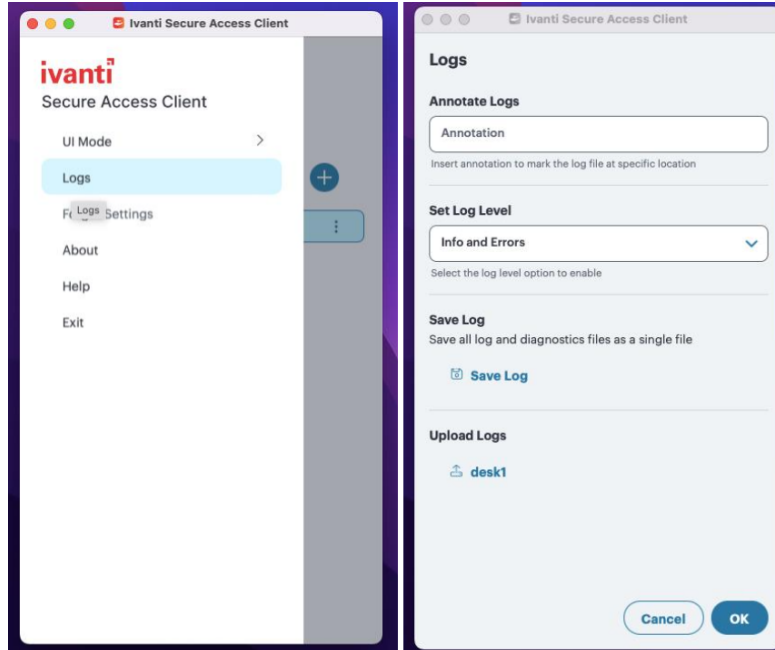 Ivanti Secure Access Client
ivanti
Secure Access Client
UI Mode
Logs
Settings
Logs
About
Help
Exit
Ivanti Secure Access Client
Logs
Annotate Logs
Annotation
Insert annotation to mark the log file at specific location
Set Log Level
Info and Errors
Select the log level option to enable
Save Log
Save all log and diagnostics files as a single file
Save Log
Upload Logs
desk1
Cancel OK